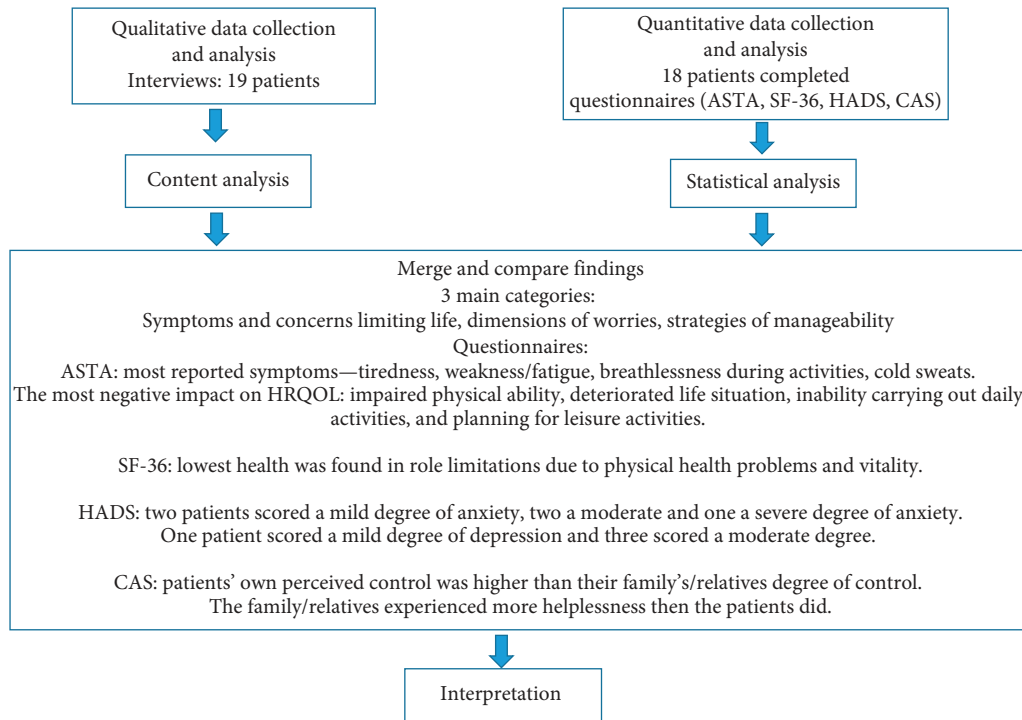 Qualitative data collection
and analysis
Interviews: 19 patients
Quantitative data collection
and analysis
18 patients completed
questionnaires (ASTA, SF-36, HADS, CAS)
Content analysis
Statistical analysis
Merge and compare findings
3 main categories:
Symptoms and concerns limiting life, dimensions of worries, strategies of manageability
Questionnaires:
ASTA: most reported symptoms—tiredness, weakness/fatigue, breathlessness during activities, cold sweats.
The most negative impact on HRQOL: impaired physical ability, deteriorated life situation, inability carrying out daily
activities, and planning for leisure activities.
SF-36: lowest health was found in role limitations due to physical health problems and vitality.
HADS: two patients scored a mild degree of anxiety, two a moderate and one a severe degree of anxiety.
One patient scored a mild degree of depression and three scored a moderate degree.
CAS: patients’ own perceived control was higher than their family’s/relatives degree of control.
The family/relatives experienced more helplessness then the patients did.
Interpretation